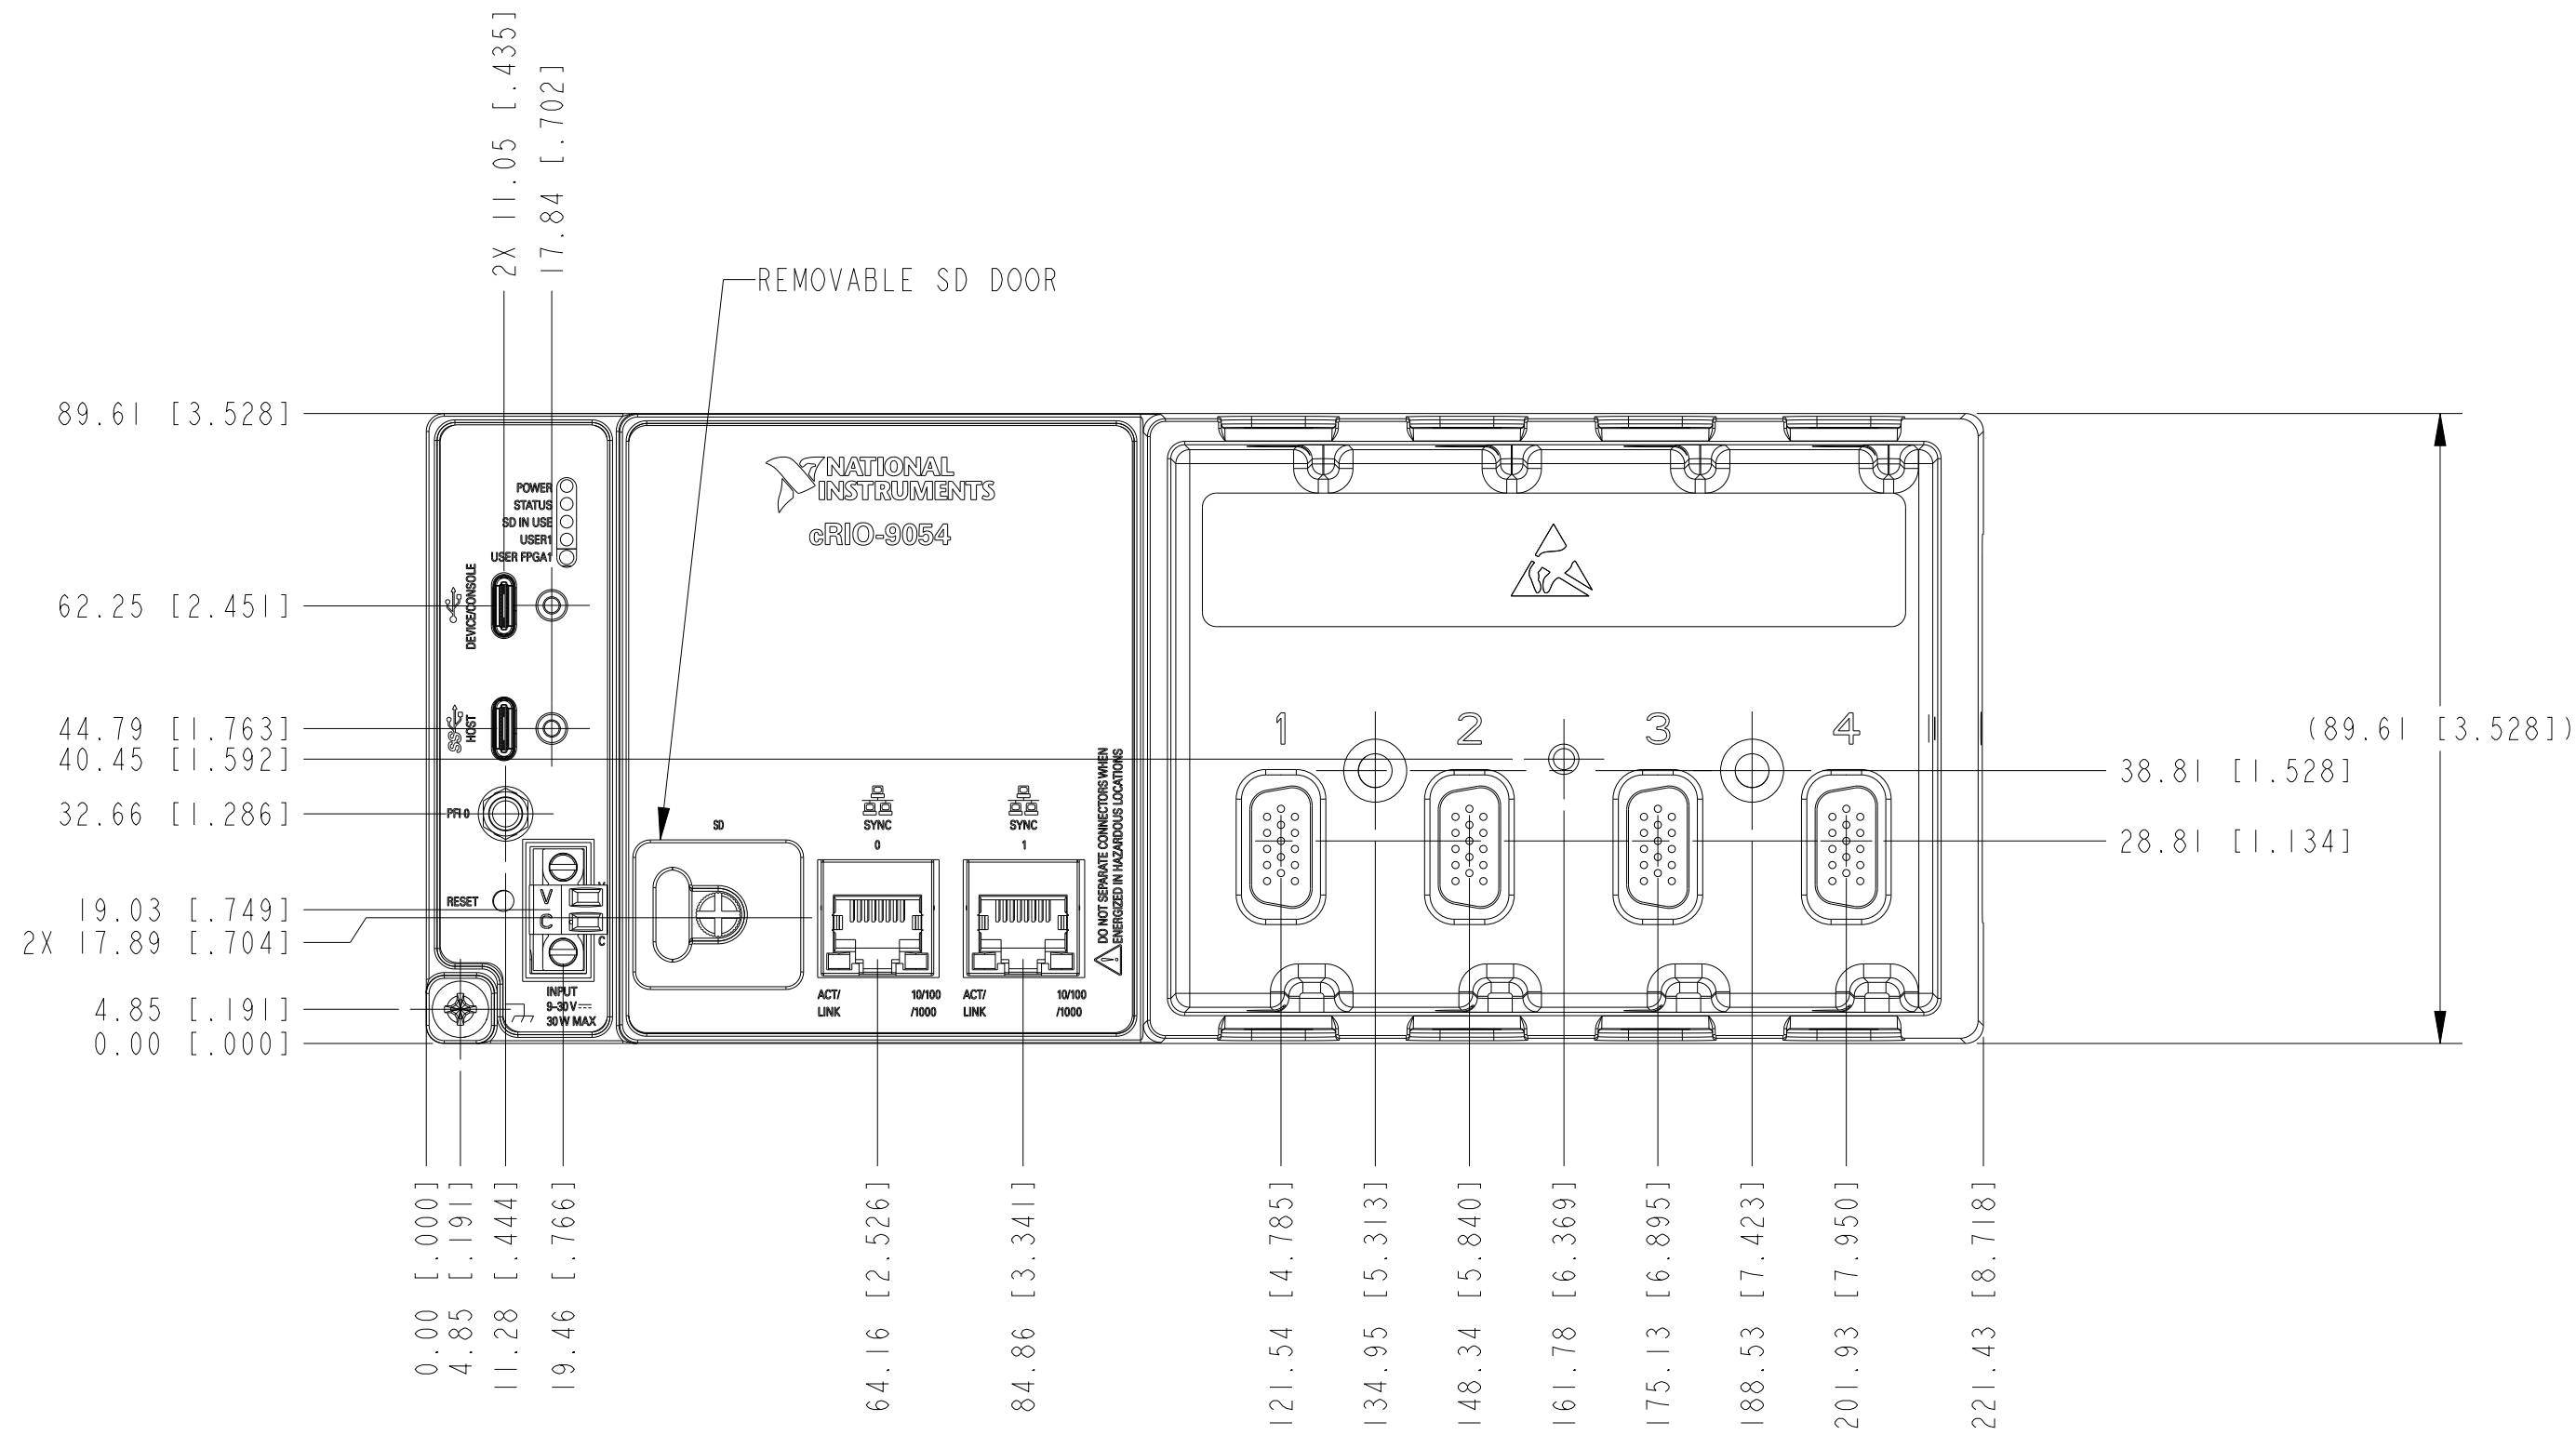 2X 11.05 [.435]
17.84 [.702]
REMOVABLE SD DOOR
89.61 [3.528]
62.25 [2.451]
44.79 [1.763]
40.45 [1.592]
32.66 [1.286]
19.03 [.749]
2X 17.89 [.704]
4.85 [.191]
0.00 [.000]
POWER
STATUS
SD IN USE
USER1
USER FPGA1
DEVICE/CONSOLE
SS
HOST
PFI 0
RESET
V
C
V
C
INPUT
9–30 V
30 W MAX
NATIONAL
INSTRUMENTS
cRIO-9054
SD
SYNC
0
SYNC
1
ACT/
LINK
10/100
/1000
ACT/
LINK
10/100
/1000
DO NOT SEPARATE CONNECTORS WHEN
ENERGIZED IN HAZARDOUS LOCATIONS
1
2
3
4
(89.61 [3.528])
38.81 [1.528]
28.81 [1.134]
0.00 [.000]
4.85 [.191]
11.28 [.444]
19.46 [.766]
64.16 [2.526]
84.86 [3.341]
121.54 [4.785]
134.95 [5.313]
148.34 [5.840]
161.78 [6.369]
175.13 [6.895]
188.53 [7.423]
201.93 [7.950]
221.43 [8.718]